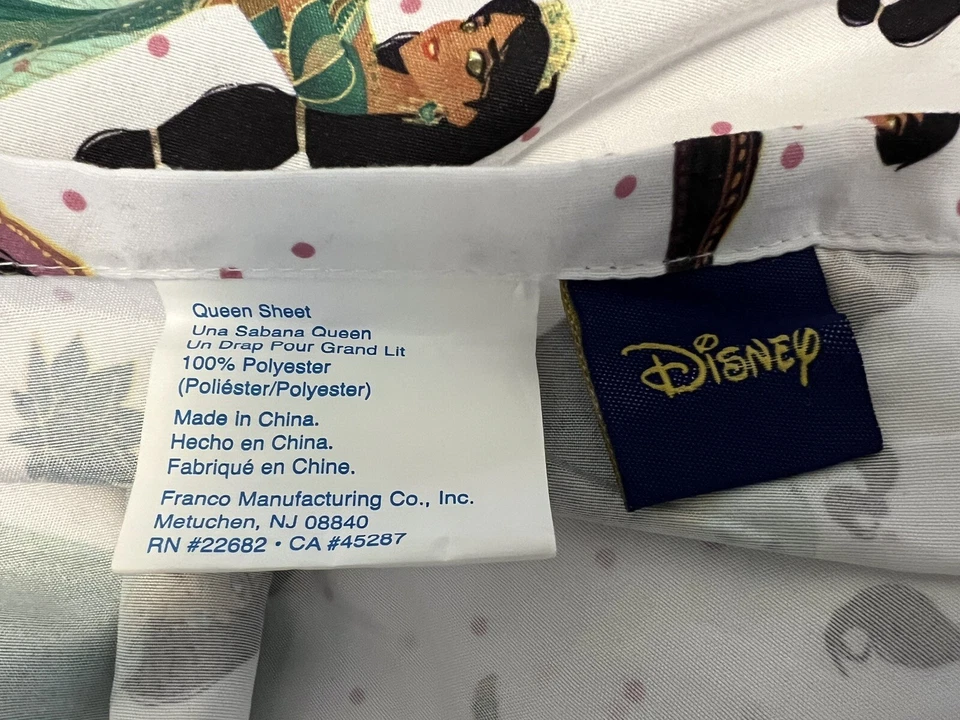 Queen Sheet
Una Sabana Queen
Un Drap Pour Grand Lit
100% Polyester
(Poliéster/Polyester)
Made in China.
Hecho en China.
Fabriqué en Chine.
Franco Manufacturing Co., Inc.
Metuchen, NJ 08840
RN #22682 • CA #45287
DISNEY